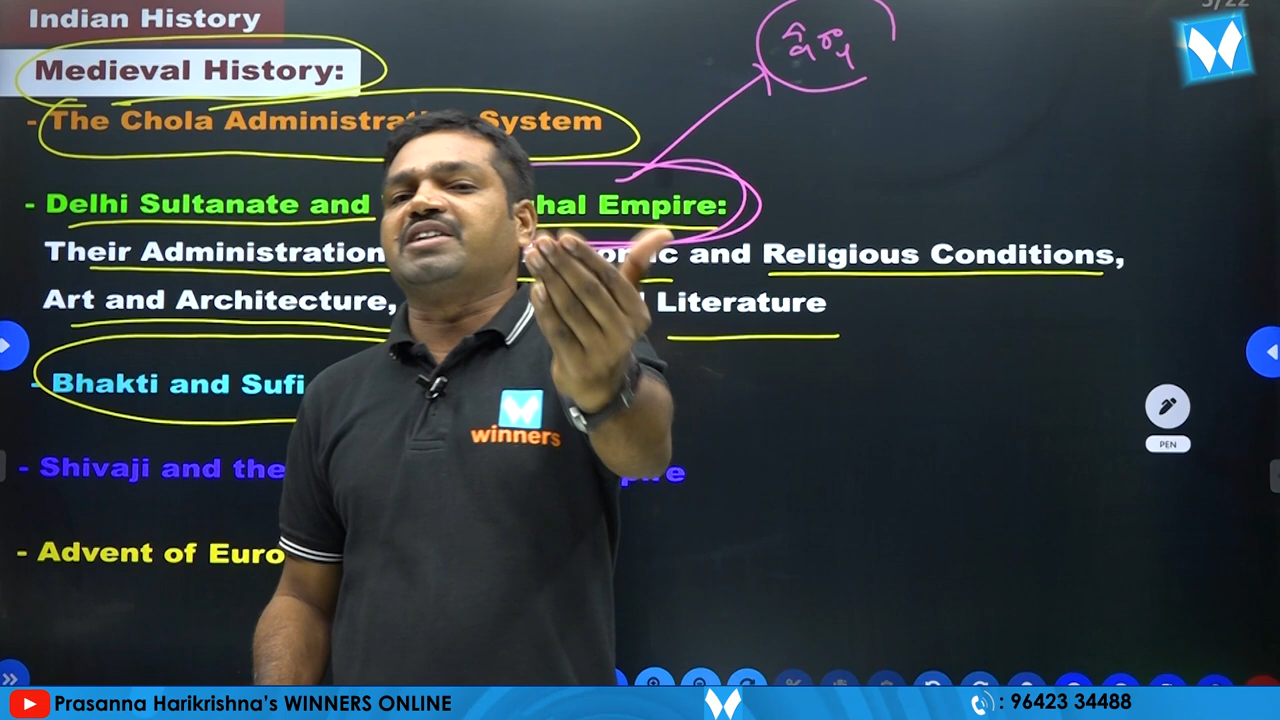 Indian History
Medieval History:
- The Chola Administrati System
- Delhi Sultanate and hal Empire:
Their Administration and Religious Conditions,
Art and Architecture, Literature
- Bhakti and Sufi
- Shivaji and the pire
- Advent of Euro
PEN
winners
Prasanna Harikrishna's WINNERS ONLINE
: 96423 34488